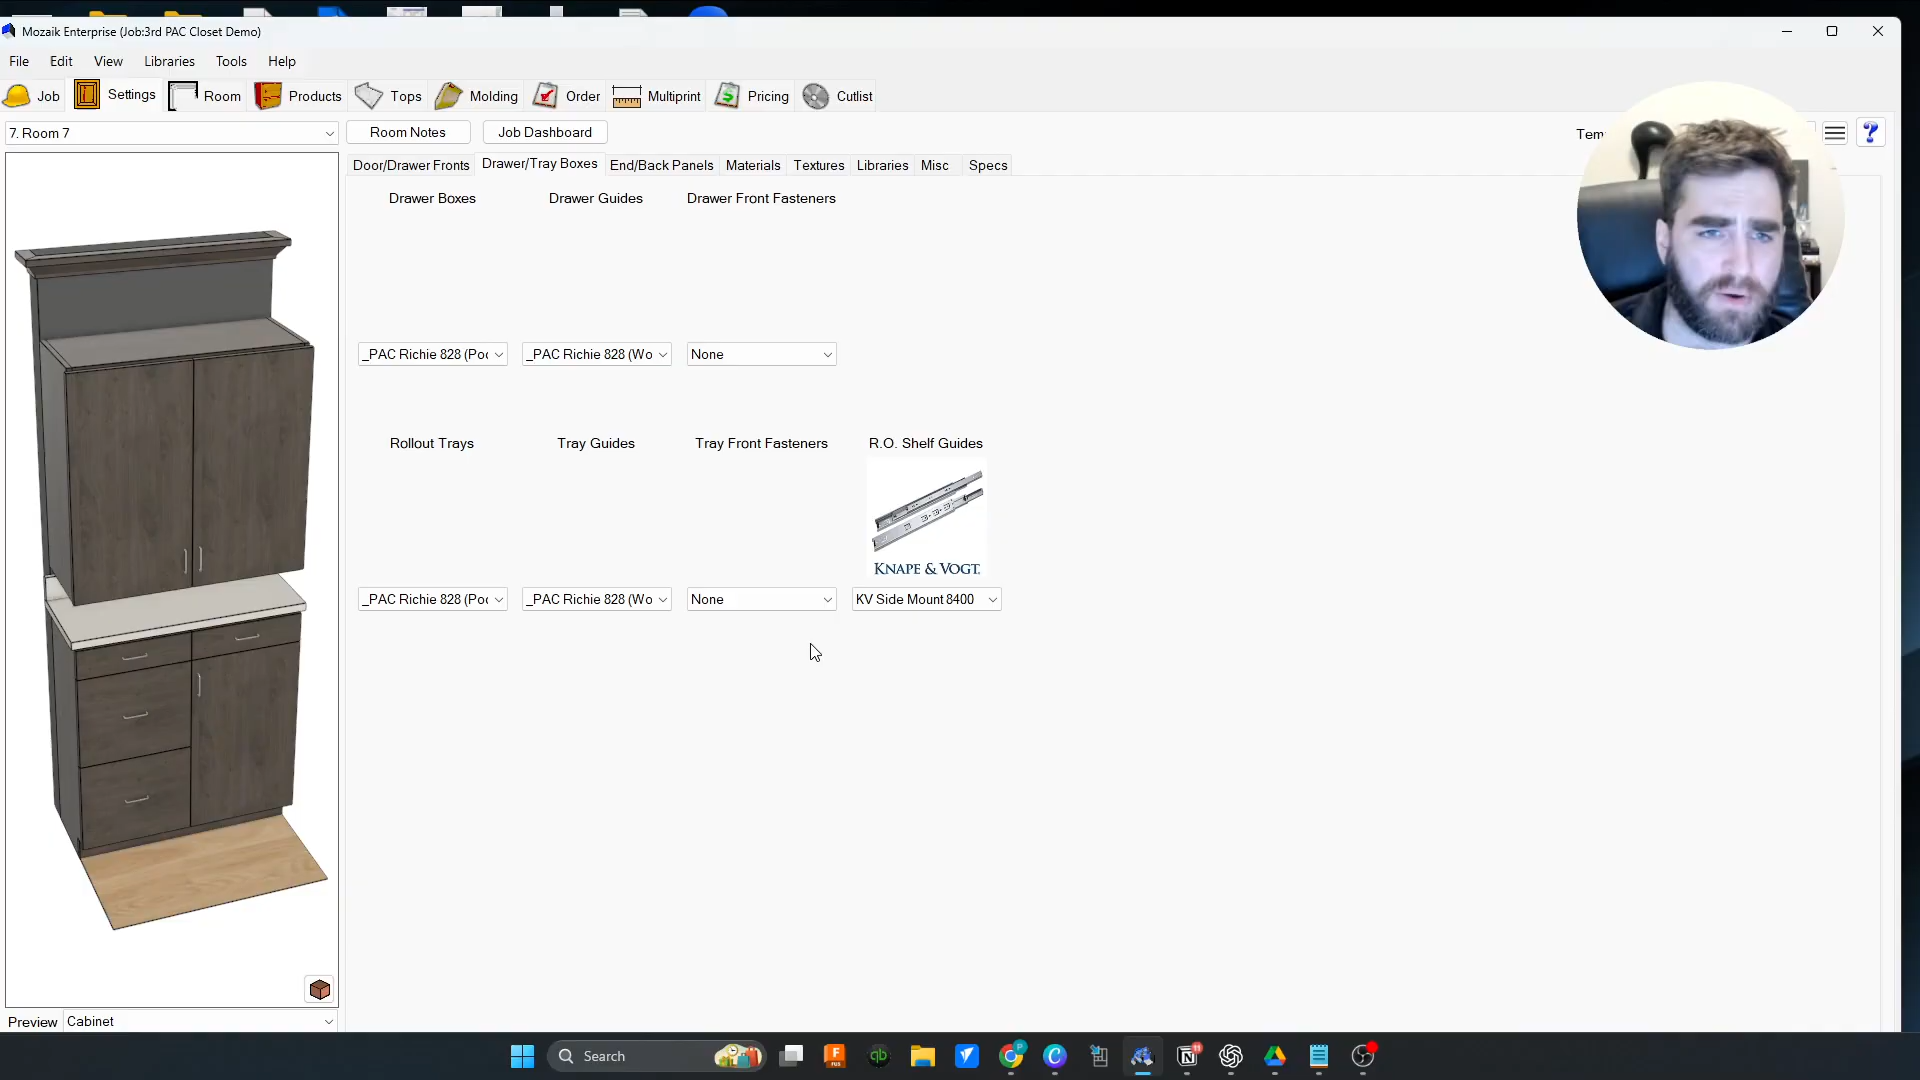 Mozaik Enterprise (Job:3rd PAC Closet Demo)
File Edit View Libraries Tools Help
Job Settings Room Products Tops Molding Order Multiprint Pricing Cutlist
7. Room 7
Room Notes Job Dashboard
Door/Drawer Fronts Drawer/Tray Boxes End/Back Panels Materials Textures Libraries Misc Specs
Drawer Boxes Drawer Guides Drawer Front Fasteners
_PAC Richie 828 (Poc _PAC Richie 828 (Wo None
Rollout Trays Tray Guides Tray Front Fasteners R.O. Shelf Guides
KNAPE & VOGT.
_PAC Richie 828 (Poc _PAC Richie 828 (Wo None KV Side Mount 8400
Preview Cabinet
Search